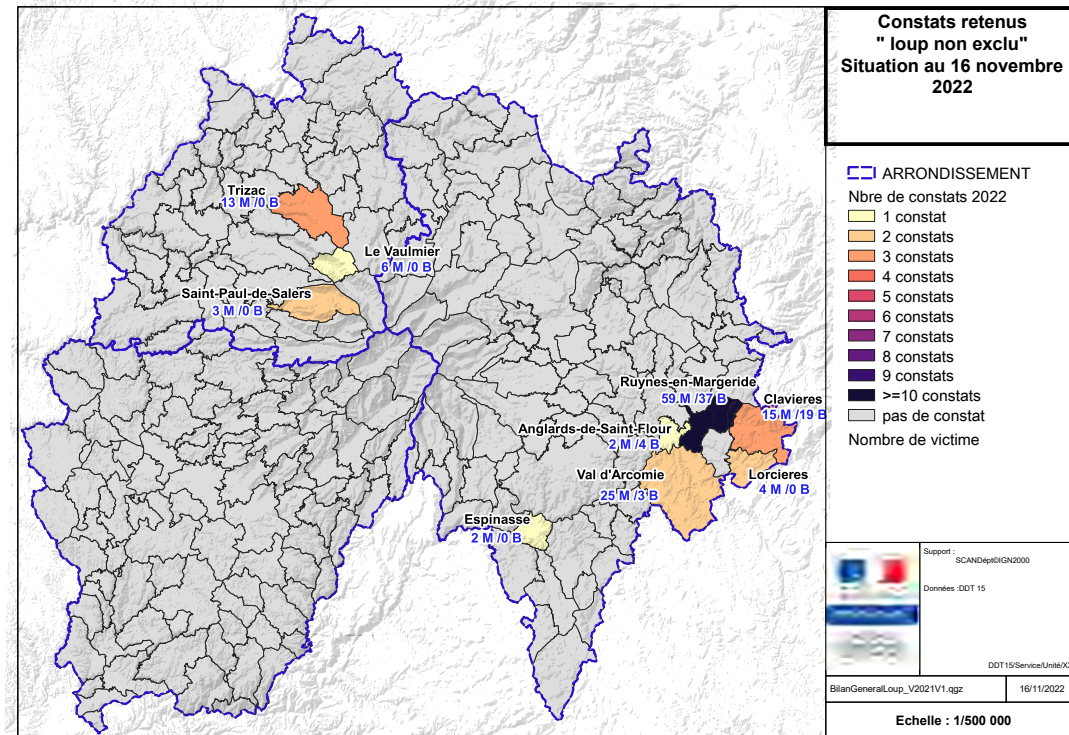 Constats retenus
" loup non exclu"
Situation au 16 novembre
2022
ARRONDISSEMENT
Nbre de constats 2022
1 constat
2 constats
3 constats
4 constats
5 constats
6 constats
7 constats
8 constats
9 constats
>=10 constats
pas de constat
Nombre de victime
Trizac
13 M /0 B
Le Vaulmier
6 M /0 B
Saint-Paul-de-Salers
3 M /0 B
Ruynes-en-Margeride
59 M /37 B
Clavieres
15 M /19 B
Anglards-de-Saint-Flour
2 M /4 B
Val d'Arcomie
25 M /3 B
Lorcieres
4 M /0 B
Espinasse
2 M /0 B
Support :
SCANDépt©IGN2000
Données :DDT 15
DDT15/Service/Unité/X
BilanGeneralLoup_V2021V1.qgz
16/11/2022
Echelle : 1/500 000